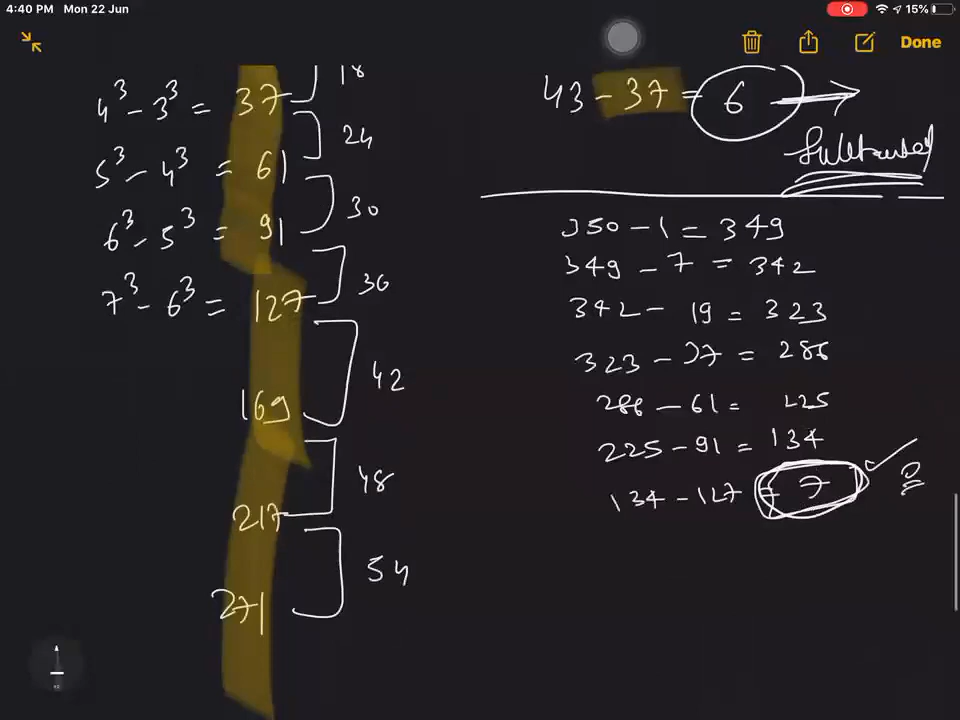 4:40 PM Mon 22 Jun
15%
Done
18
4³ - 3³ = 37
24
5³ - 4³ = 61
30
6³ - 5³ = 91
36
7³ - 6³ = 127
42
169
48
217
54
271
43 - 37 = 6
Subtracted
350 - 1 = 349
349 - 7 = 342
342 - 19 = 323
323 - 37 = 286
286 - 61 = 225
225 - 91 = 134
134 - 127 = 7